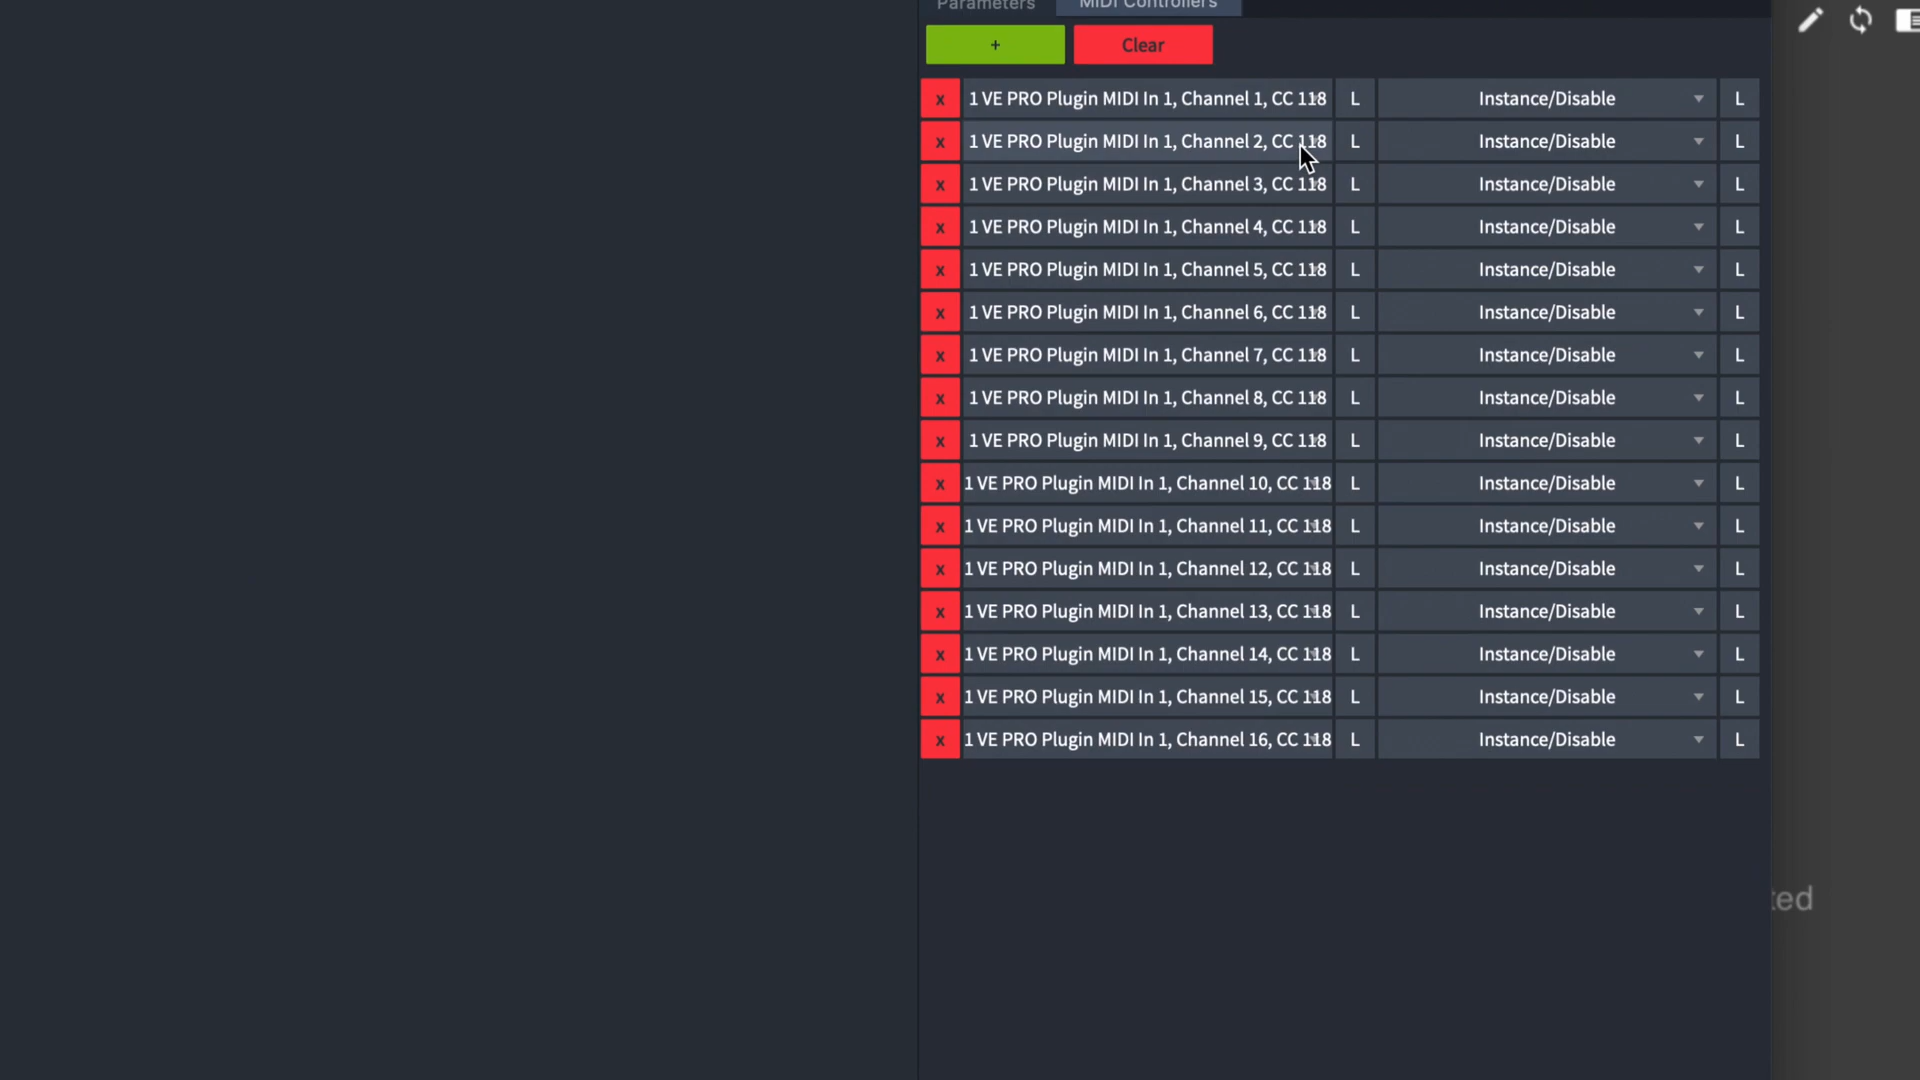 Parameters MIDI Controllers
+ Clear
x 1 VE PRO Plugin MIDI In 1, Channel 1, CC 118 L Instance/Disable L
x 1 VE PRO Plugin MIDI In 1, Channel 2, CC 118 L Instance/Disable L
x 1 VE PRO Plugin MIDI In 1, Channel 3, CC 118 L Instance/Disable L
x 1 VE PRO Plugin MIDI In 1, Channel 4, CC 118 L Instance/Disable L
x 1 VE PRO Plugin MIDI In 1, Channel 5, CC 118 L Instance/Disable L
x 1 VE PRO Plugin MIDI In 1, Channel 6, CC 118 L Instance/Disable L
x 1 VE PRO Plugin MIDI In 1, Channel 7, CC 118 L Instance/Disable L
x 1 VE PRO Plugin MIDI In 1, Channel 8, CC 118 L Instance/Disable L
x 1 VE PRO Plugin MIDI In 1, Channel 9, CC 118 L Instance/Disable L
x 1 VE PRO Plugin MIDI In 1, Channel 10, CC 118 L Instance/Disable L
x 1 VE PRO Plugin MIDI In 1, Channel 11, CC 118 L Instance/Disable L
x 1 VE PRO Plugin MIDI In 1, Channel 12, CC 118 L Instance/Disable L
x 1 VE PRO Plugin MIDI In 1, Channel 13, CC 118 L Instance/Disable L
x 1 VE PRO Plugin MIDI In 1, Channel 14, CC 118 L Instance/Disable L
x 1 VE PRO Plugin MIDI In 1, Channel 15, CC 118 L Instance/Disable L
x 1 VE PRO Plugin MIDI In 1, Channel 16, CC 118 L Instance/Disable L